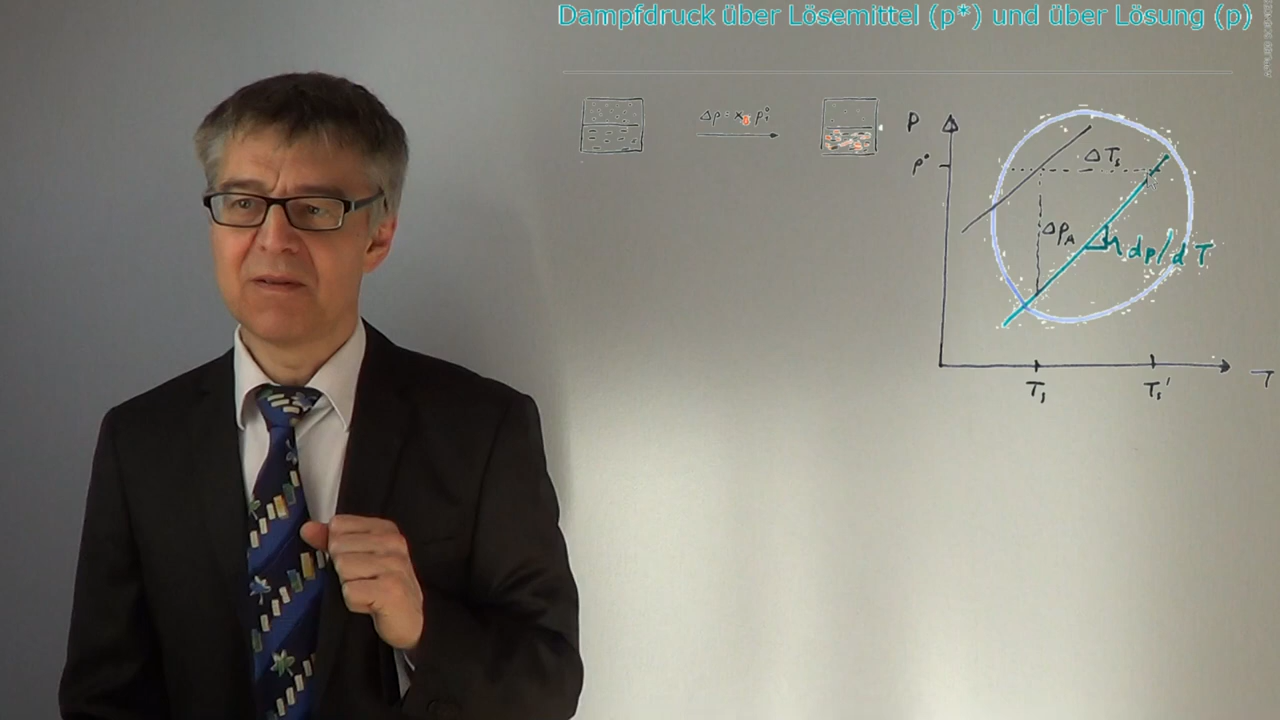 Dampfdruck über Lösemittel (p*) und über Lösung (p)
Δp = x_B p_i°
p
p°
ΔT_s
Δp_A
dp/dT
T_s
T_s'
T